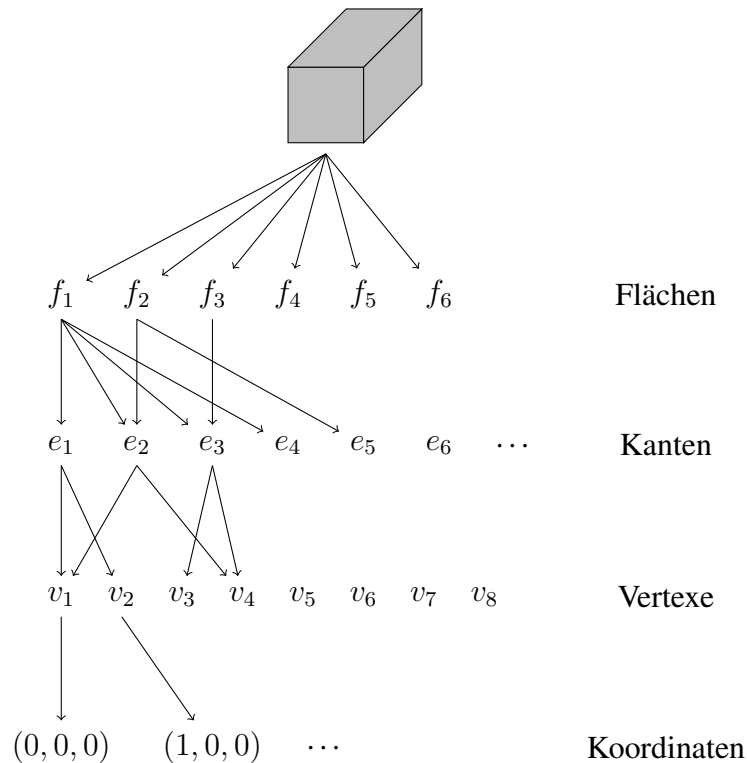 f₁ f₂ f₃ f₄ f₅ f₆ Flächen
e₁ e₂ e₃ e₄ e₅ e₆ ⋯ Kanten
v₁ v₂ v₃ v₄ v₅ v₆ v₇ v₈ Vertexe
(0, 0, 0) (1, 0, 0) ⋯ Koordinaten